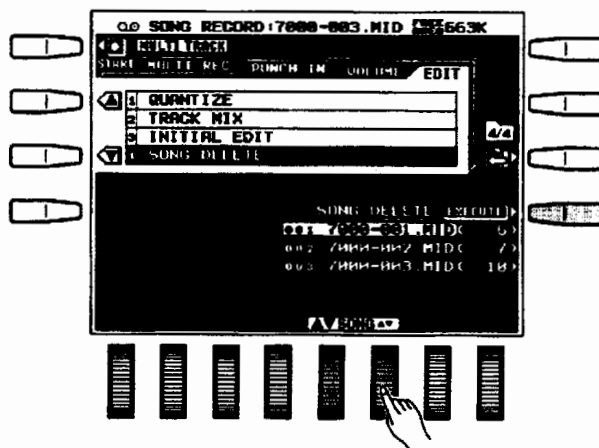 SONG RECORD:7000-003.MID FREE 663K
MULTI TRACK
START MULTI REC PUNCH IN VOLUME EDIT
1 QUANTIZE
2 TRACK MIX
3 INITIAL EDIT
4 SONG DELETE
4/4
SONG DELETE EXECUTE
001 7000-001.MID( 6)
002 7000-002.MID( 7)
003 7000-003.MID( 10)
SONG